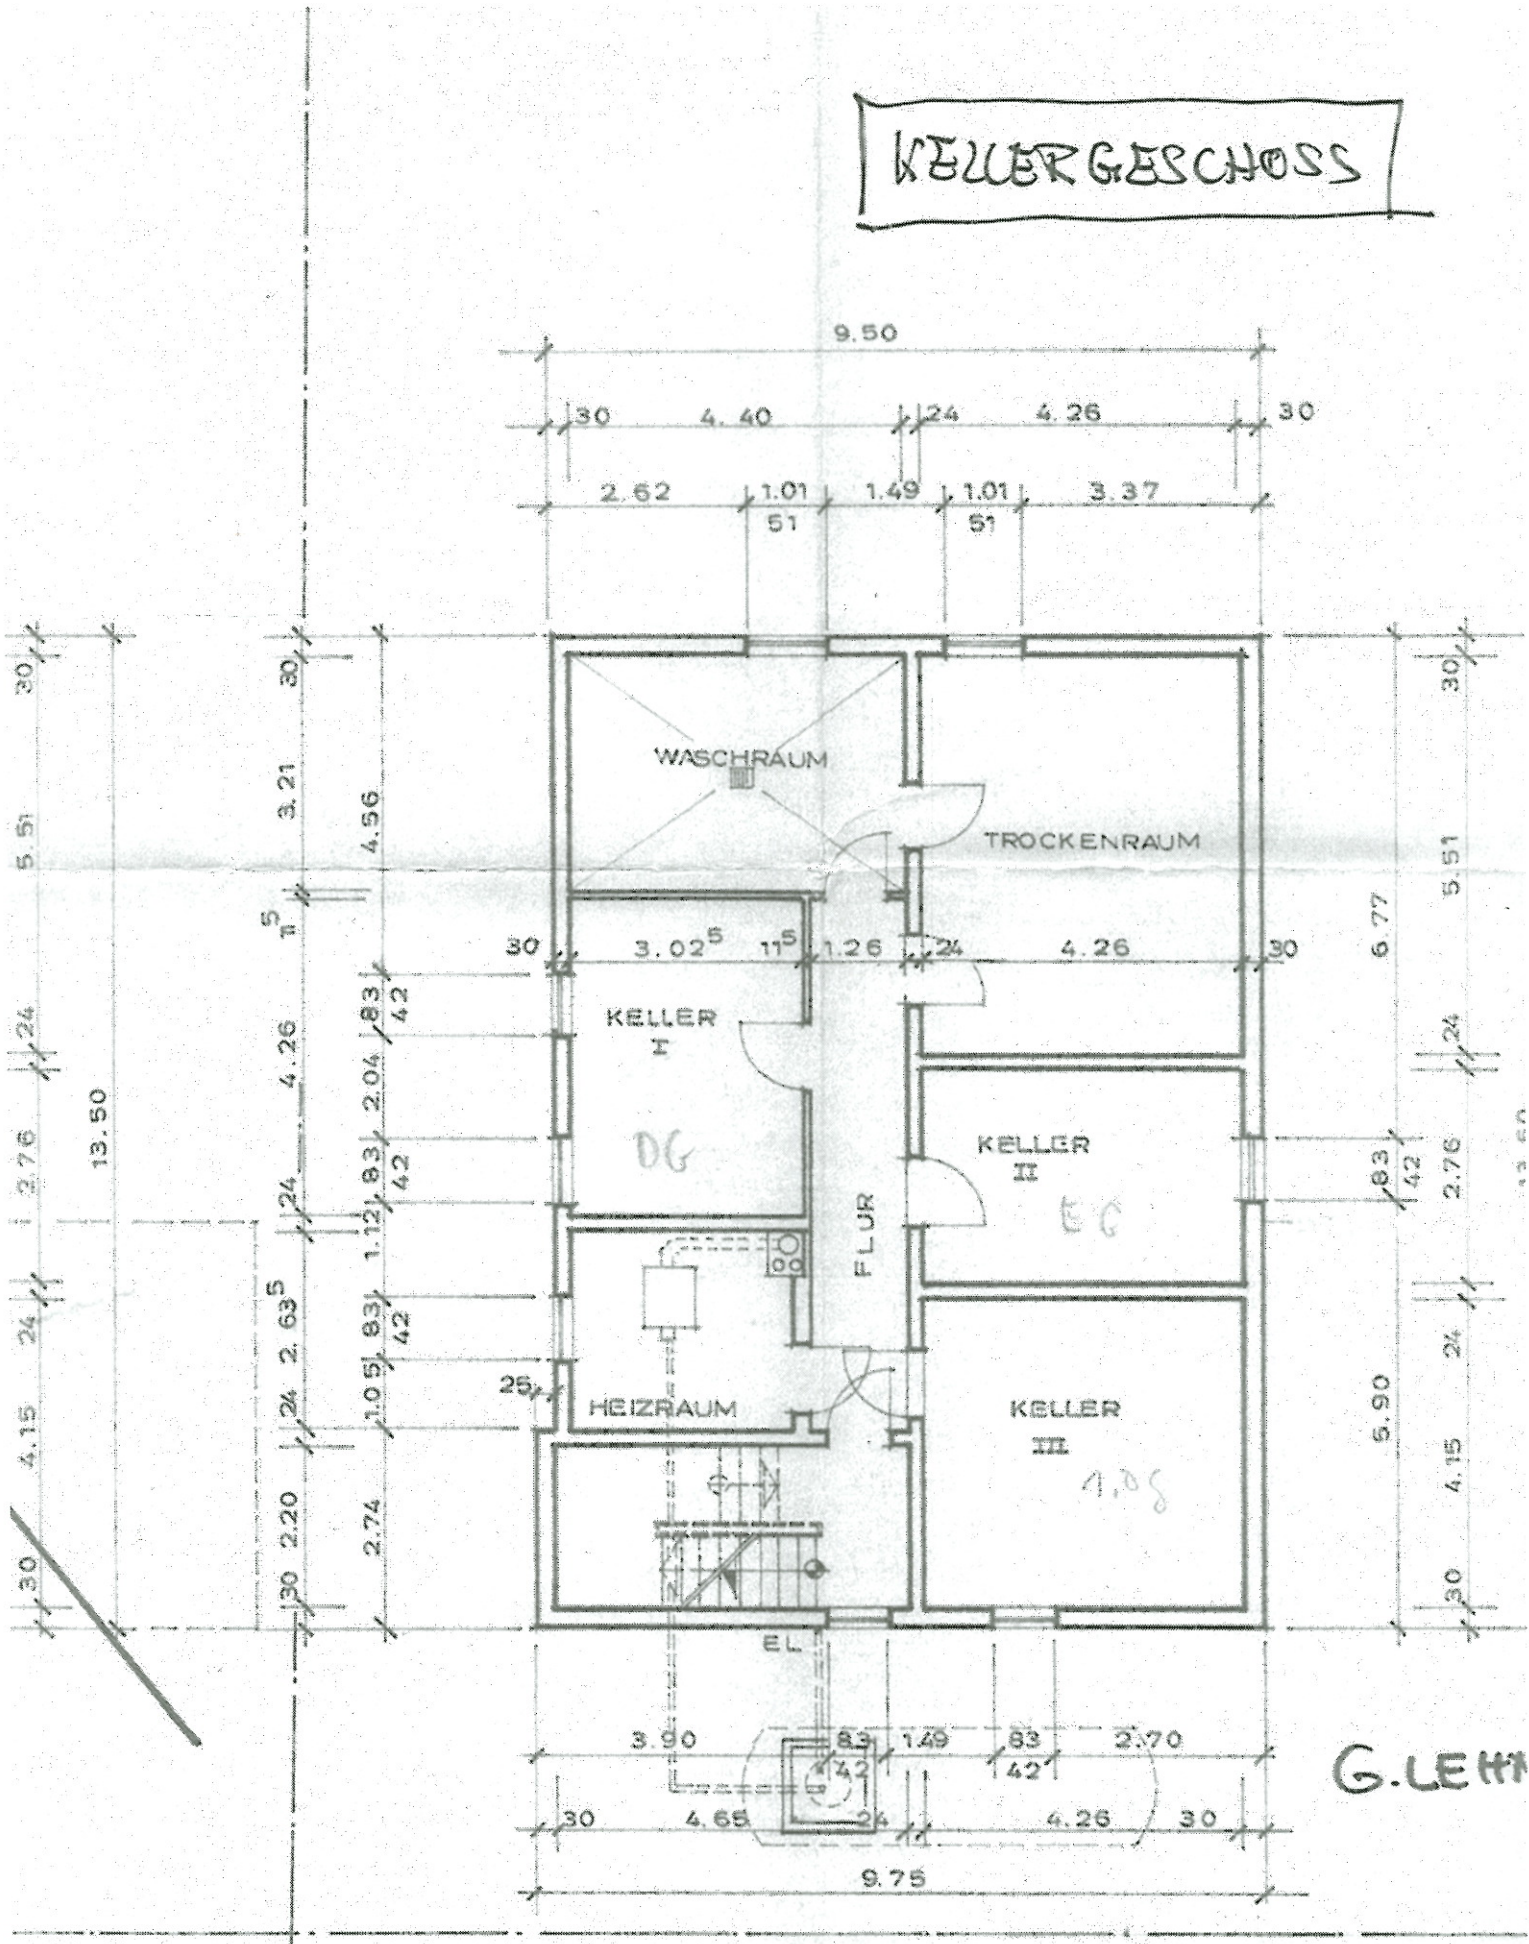 KELLERGESCHOSS
9.50
30 4.40 24 4.26 30
2.62 1.01 1.49 1.01 3.37
51 51
30 5.51 24 2.76 24 4.15 30
13.50
30 3.21 11⁵ 4.26 24 2.63⁵ 24 2.20 30
4.56 83 2.04 83 1.12 83 1.05 2.74
42 42 42
WASCHRAUM
TROCKENRAUM
30 3.02⁵ 11⁵ 1.26 24 4.26 30
KELLER
I
DG
KELLER
II
EG
FLUR
25
HEIZRAUM
KELLER
III
1.OG
EL
6.77 83 5.90
42
30 5.51 24 2.76 24 4.15 30
3.90 83 1.49 83 2.70
42 42
30 4.65 24 4.26 30
9.75
G.LEH